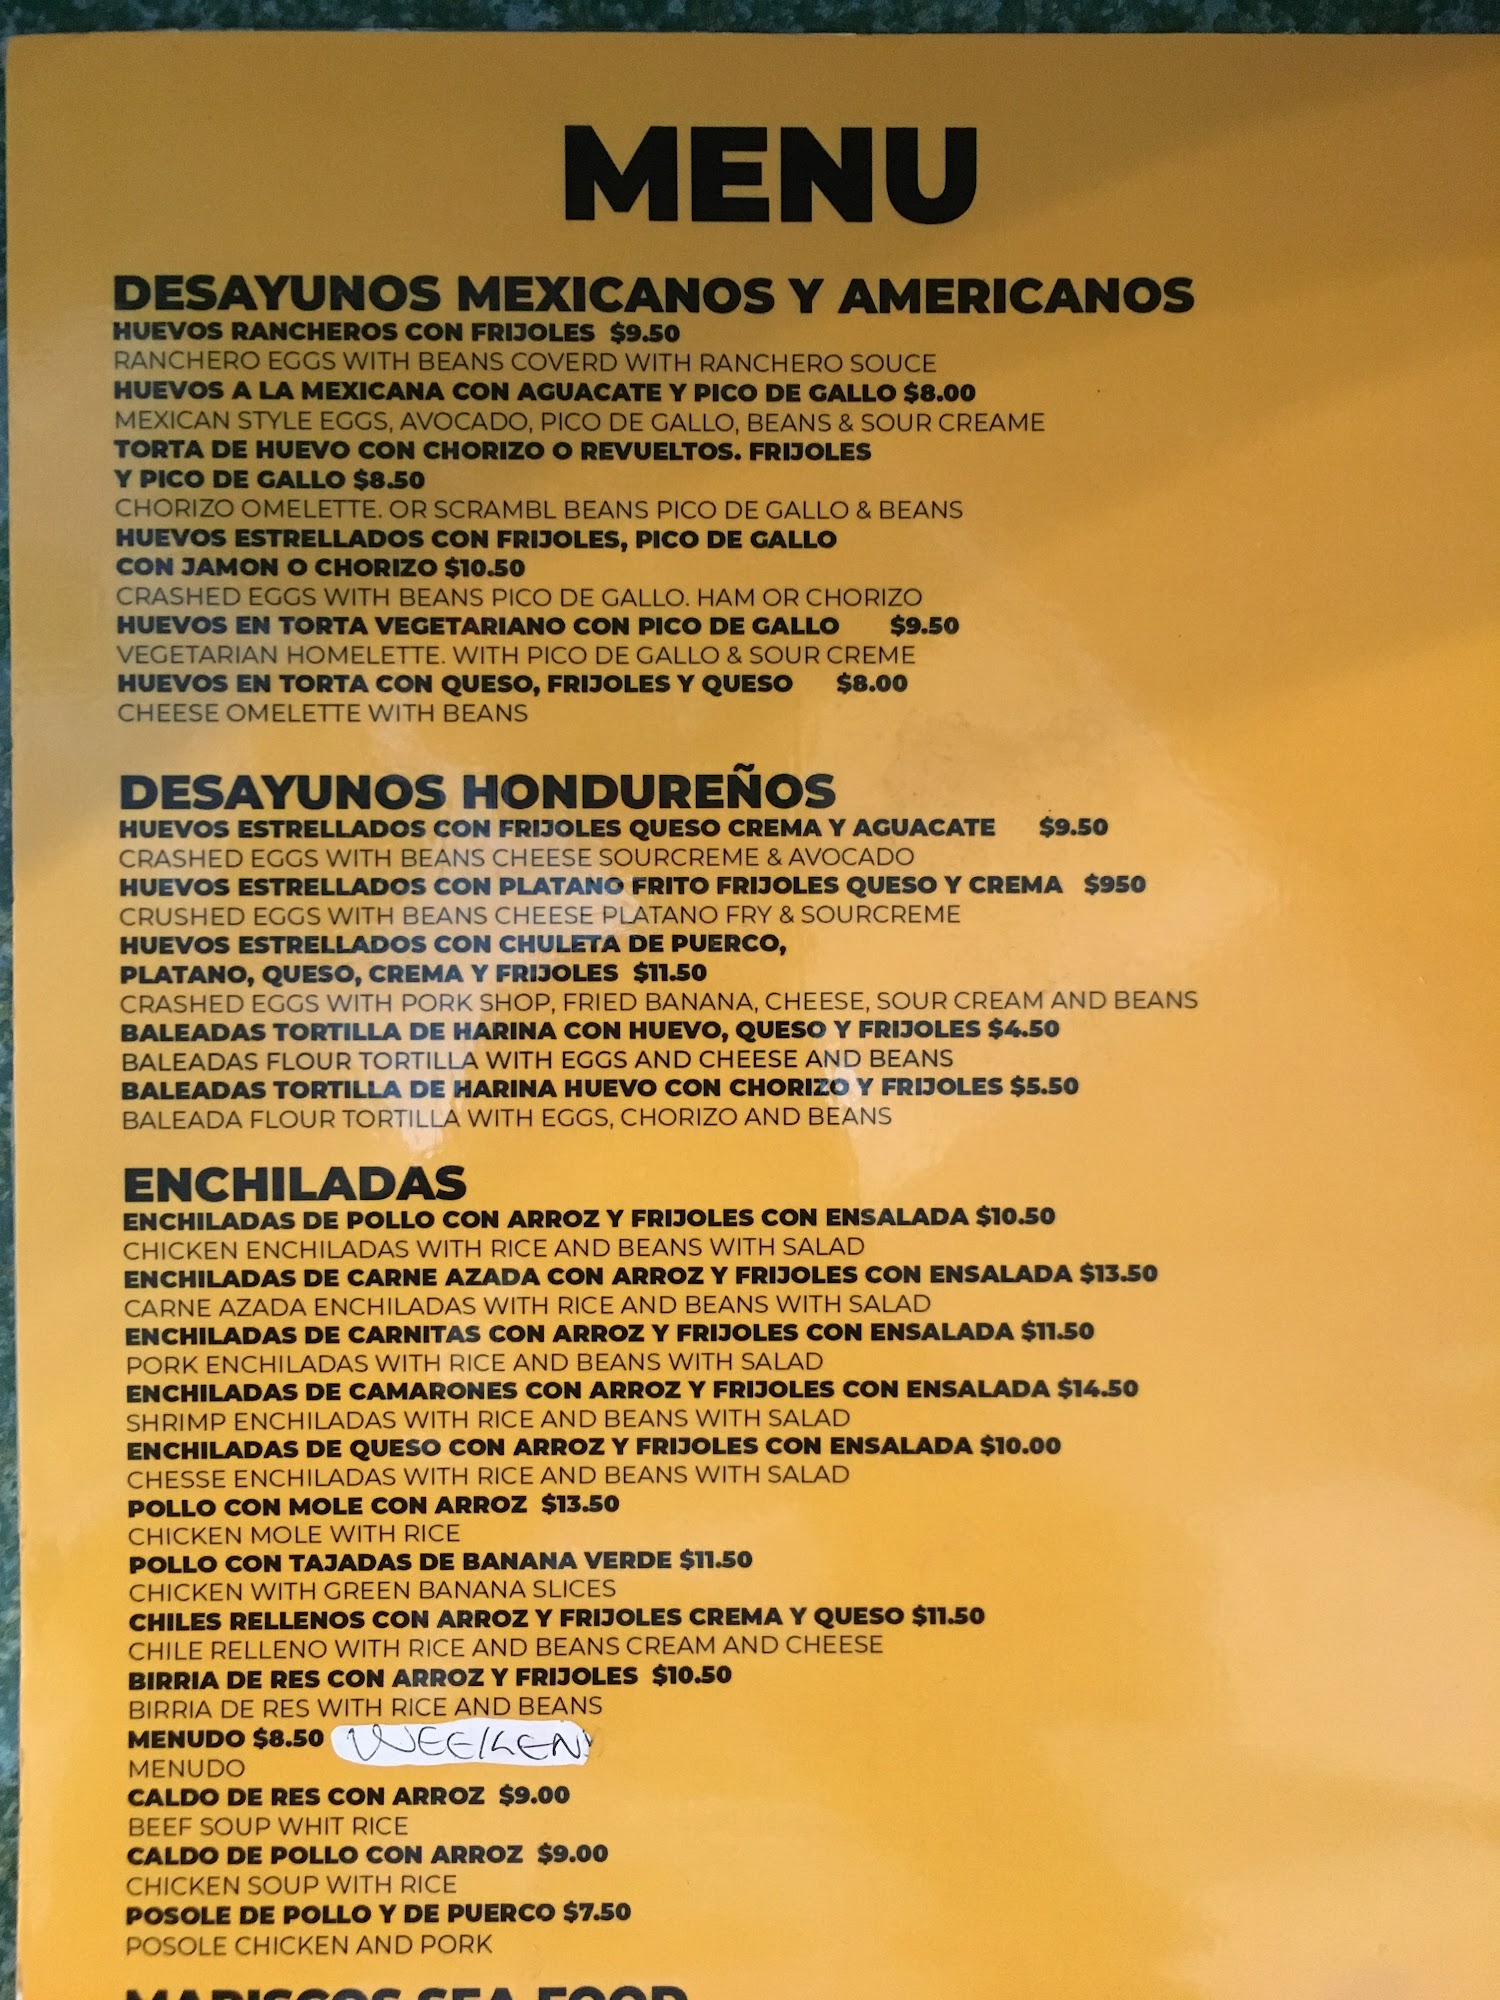 MENU
DESAYUNOS MEXICANOS Y AMERICANOS
HUEVOS RANCHEROS CON FRIJOLES $9.50
RANCHERO EGGS WITH BEANS COVERD WITH RANCHERO SOUCE
HUEVOS A LA MEXICANA CON AGUACATE Y PICO DE GALLO $8.00
MEXICAN STYLE EGGS, AVOCADO, PICO DE GALLO, BEANS & SOUR CREAME
TORTA DE HUEVO CON CHORIZO O REVUELTOS. FRIJOLES
Y PICO DE GALLO $8.50
CHORIZO OMELETTE. OR SCRAMBL BEANS PICO DE GALLO & BEANS
HUEVOS ESTRELLADOS CON FRIJOLES, PICO DE GALLO
CON JAMON O CHORIZO $10.50
CRASHED EGGS WITH BEANS PICO DE GALLO. HAM OR CHORIZO
HUEVOS EN TORTA VEGETARIANO CON PICO DE GALLO $9.50
VEGETARIAN HOMELETTE. WITH PICO DE GALLO & SOUR CREME
HUEVOS EN TORTA CON QUESO, FRIJOLES Y QUESO $8.00
CHEESE OMELETTE WITH BEANS
DESAYUNOS HONDUREÑOS
HUEVOS ESTRELLADOS CON FRIJOLES QUESO CREMA Y AGUACATE $9.50
CRASHED EGGS WITH BEANS CHEESE SOURCREME & AVOCADO
HUEVOS ESTRELLADOS CON PLATANO FRITO FRIJOLES QUESO Y CREMA $950
CRUSHED EGGS WITH BEANS CHEESE PLATANO FRY & SOURCREME
HUEVOS ESTRELLADOS CON CHULETA DE PUERCO,
PLATANO, QUESO, CREMA Y FRIJOLES $11.50
CRASHED EGGS WITH PORK SHOP, FRIED BANANA, CHEESE, SOUR CREAM AND BEANS
BALEADAS TORTILLA DE HARINA CON HUEVO, QUESO Y FRIJOLES $4.50
BALEADAS FLOUR TORTILLA WITH EGGS AND CHEESE AND BEANS
BALEADAS TORTILLA DE HARINA HUEVO CON CHORIZO Y FRIJOLES $5.50
BALEADA FLOUR TORTILLA WITH EGGS, CHORIZO AND BEANS
ENCHILADAS
ENCHILADAS DE POLLO CON ARROZ Y FRIJOLES CON ENSALADA $10.50
CHICKEN ENCHILADAS WITH RICE AND BEANS WITH SALAD
ENCHILADAS DE CARNE AZADA CON ARROZ Y FRIJOLES CON ENSALADA $13.50
CARNE AZADA ENCHILADAS WITH RICE AND BEANS WITH SALAD
ENCHILADAS DE CARNITAS CON ARROZ Y FRIJOLES CON ENSALADA $11.50
PORK ENCHILADAS WITH RICE AND BEANS WITH SALAD
ENCHILADAS DE CAMARONES CON ARROZ Y FRIJOLES CON ENSALADA $14.50
SHRIMP ENCHILADAS WITH RICE AND BEANS WITH SALAD
ENCHILADAS DE QUESO CON ARROZ Y FRIJOLES CON ENSALADA $10.00
CHESSE ENCHILADAS WITH RICE AND BEANS WITH SALAD
POLLO CON MOLE CON ARROZ $13.50
CHICKEN MOLE WITH RICE
POLLO CON TAJADAS DE BANANA VERDE $11.50
CHICKEN WITH GREEN BANANA SLICES
CHILES RELLENOS CON ARROZ Y FRIJOLES CREMA Y QUESO $11.50
CHILE RELLENO WITH RICE AND BEANS CREAM AND CHEESE
BIRRIA DE RES CON ARROZ Y FRIJOLES $10.50
BIRRIA DE RES WITH RICE AND BEANS
MENUDO $8.50 WEEKEND
MENUDO
CALDO DE RES CON ARROZ $9.00
BEEF SOUP WHIT RICE
CALDO DE POLLO CON ARROZ $9.00
CHICKEN SOUP WITH RICE
POSOLE DE POLLO Y DE PUERCO $7.50
POSOLE CHICKEN AND PORK
MARISCOS SEA FOOD